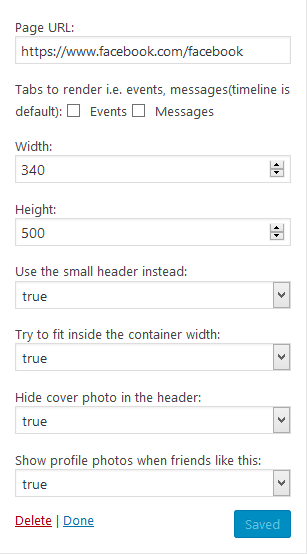 Page URL:
https://www.facebook.com/facebook
Tabs to render i.e. events, messages(timeline is
default): Events Messages
Width:
340
Height:
500
Use the small header instead:
true
Try to fit inside the container width:
true
Hide cover photo in the header:
true
Show profile photos when friends like this:
true
Delete | Done Saved